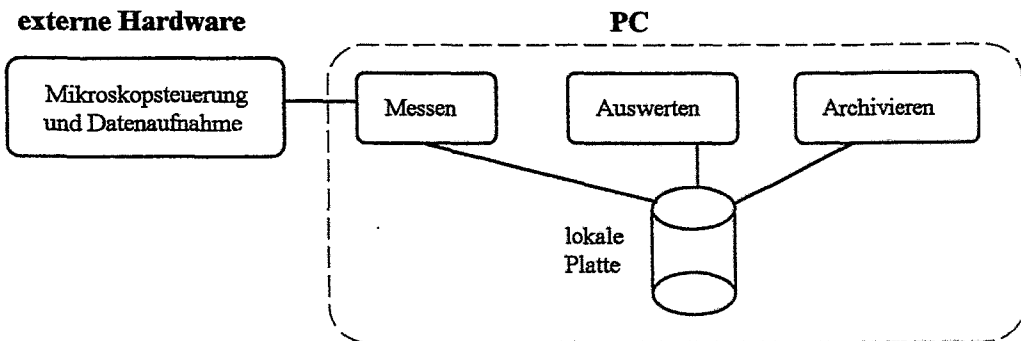 externe Hardware
PC
Mikroskopsteuerung
und Datenaufnahme
Messen
Auswerten
Archivieren
lokale
Platte